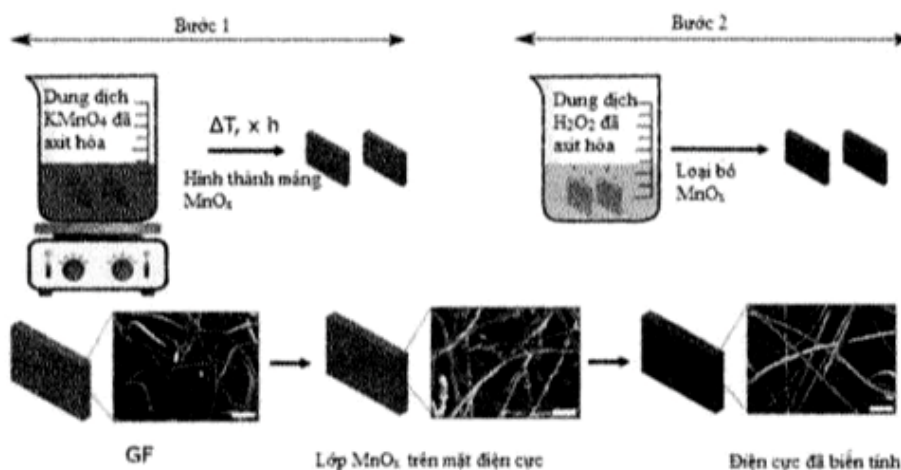 Bước 1
Bước 2
Dung dịch
KMnO₄ đã
axit hóa
ΔT, x h
Hình thành màng
MnOₓ
Dung dịch
H₂O₂ đã
axit hóa
Loại bỏ
MnOₓ
GF
Lớp MnOₓ trên mặt điện cực
Điện cực đã biến tính